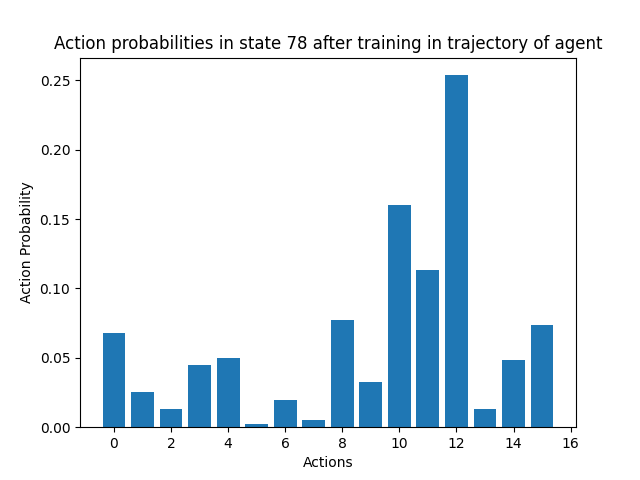 Action probabilities in state 78 after training in trajectory of agent
0.25
0.20
0.15
0.10
0.05
0.00
Action Probability
0 2 4 6 8 10 12 14 16
Actions